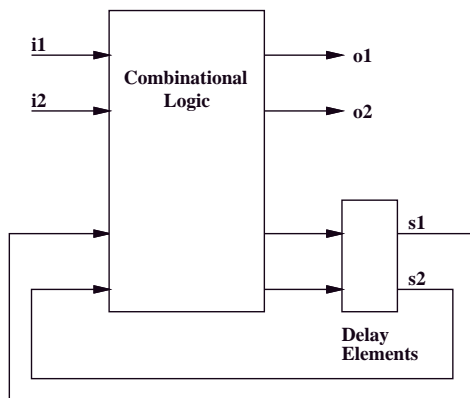 i1
i2
Combinational
Logic
o1
o2
s1
s2
Delay
Elements